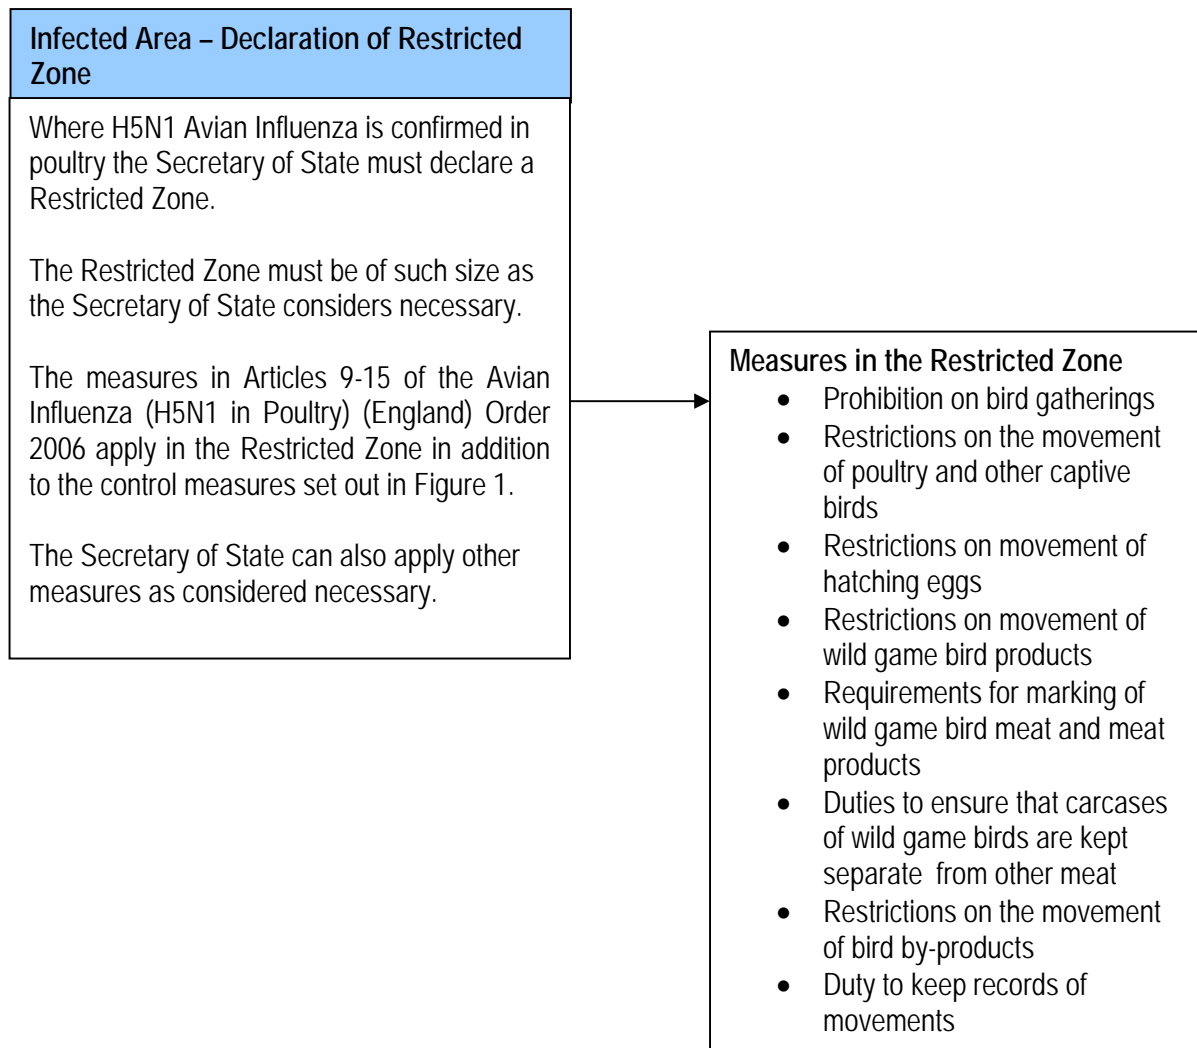 Infected Area – Declaration of Restricted
Zone
Where H5N1 Avian Influenza is confirmed in
poultry the Secretary of State must declare a
Restricted Zone.
The Restricted Zone must be of such size as
the Secretary of State considers necessary.
The measures in Articles 9-15 of the Avian
Influenza (H5N1 in Poultry) (England) Order
2006 apply in the Restricted Zone in addition
to the control measures set out in Figure 1.
The Secretary of State can also apply other
measures as considered necessary.
Measures in the Restricted Zone
• Prohibition on bird gatherings
• Restrictions on the movement
of poultry and other captive
birds
• Restrictions on movement of
hatching eggs
• Restrictions on movement of
wild game bird products
• Requirements for marking of
wild game bird meat and meat
products
• Duties to ensure that carcases
of wild game birds are kept
separate from other meat
• Restrictions on the movement
of bird by-products
• Duty to keep records of
movements